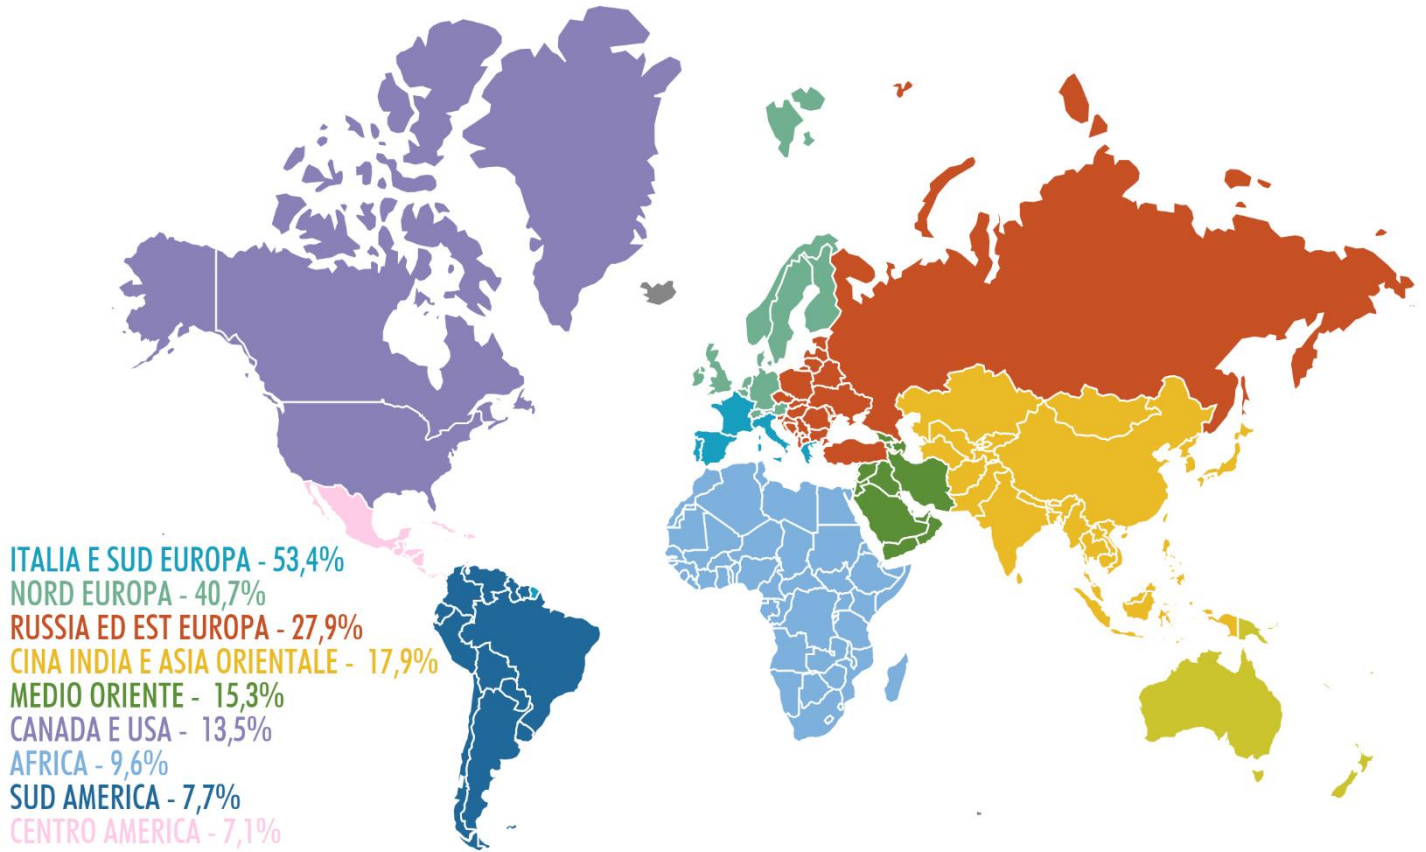 ITALIA E SUD EUROPA - 53,4%
NORD EUROPA - 40,7%
RUSSIA ED EST EUROPA - 27,9%
CINA INDIA E ASIA ORIENTALE - 17,9%
MEDIO ORIENTE - 15,3%
CANADA E USA - 13,5%
AFRICA - 9,6%
SUD AMERICA - 7,7%
CENTRO AMERICA - 7,1%